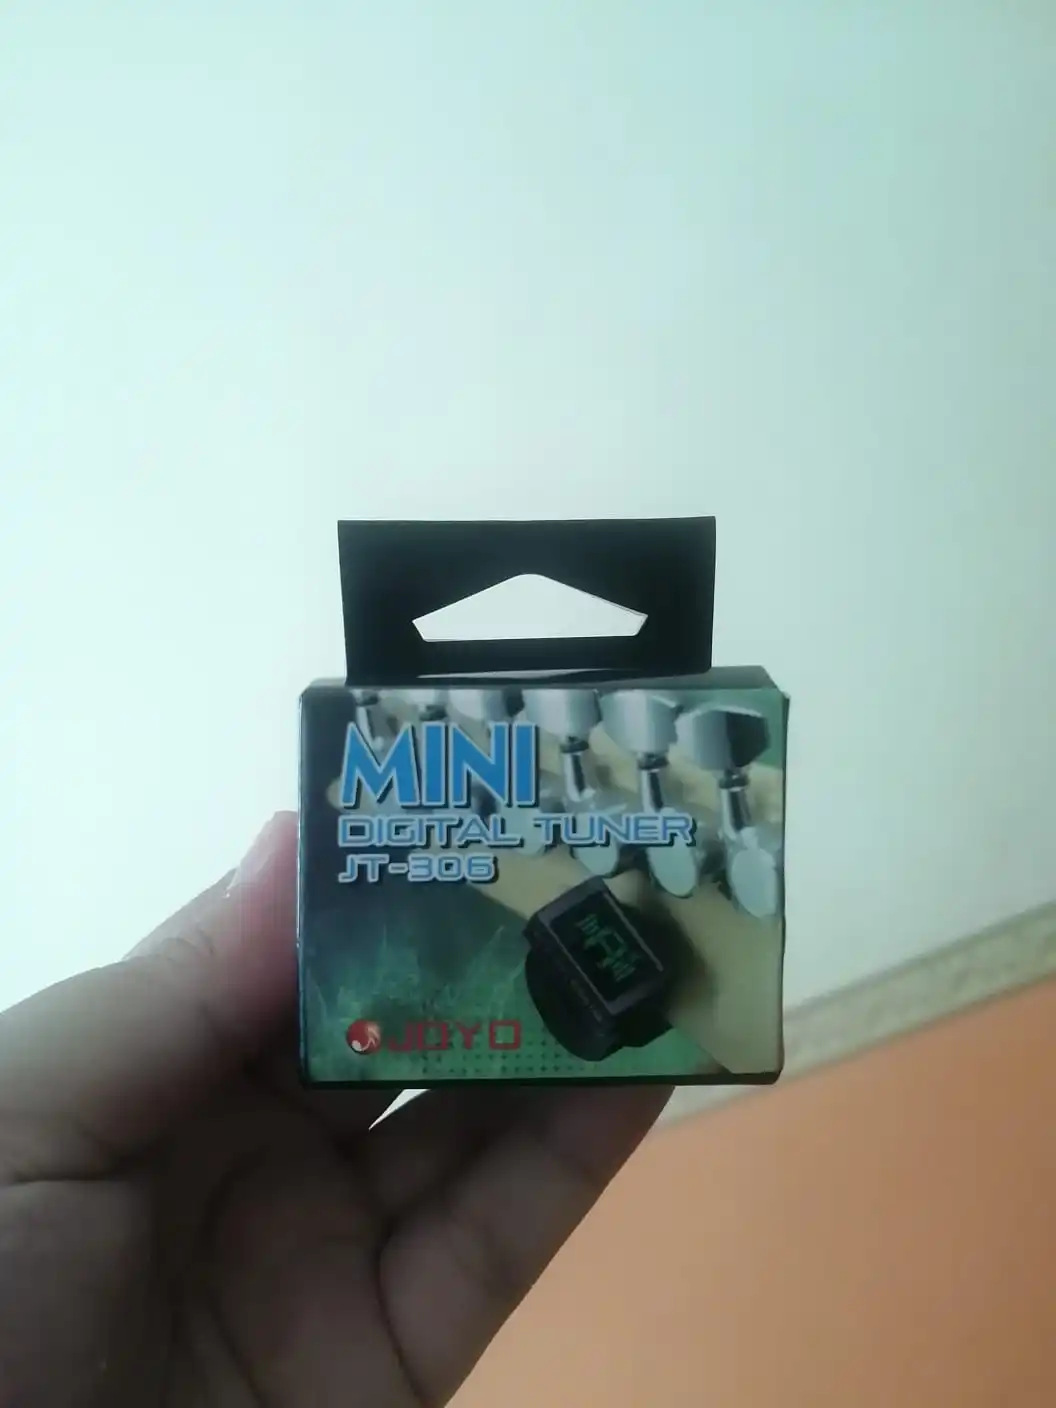 MINI
DIGITAL TUNER
JT-306
JOYO